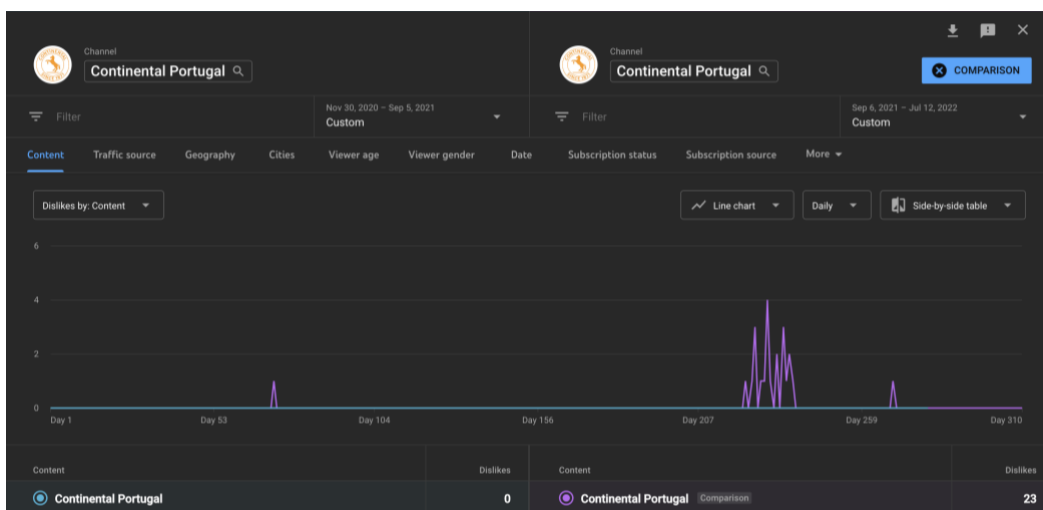 Channel
Continental Portugal
Channel
Continental Portugal
COMPARISON
Filter
Nov 30, 2020 – Sep 5, 2021
Custom
Filter
Sep 6, 2021 – Jul 12, 2022
Custom
Content Traffic source Geography Cities Viewer age Viewer gender Date Subscription status Subscription source More
Dislikes by: Content
Line chart
Daily
Side-by-side table
6
4
2
0
Day 1 Day 53 Day 104 Day 156 Day 207 Day 259 Day 310
Content Dislikes Content Dislikes
Continental Portugal 0 Continental Portugal Comparison 23